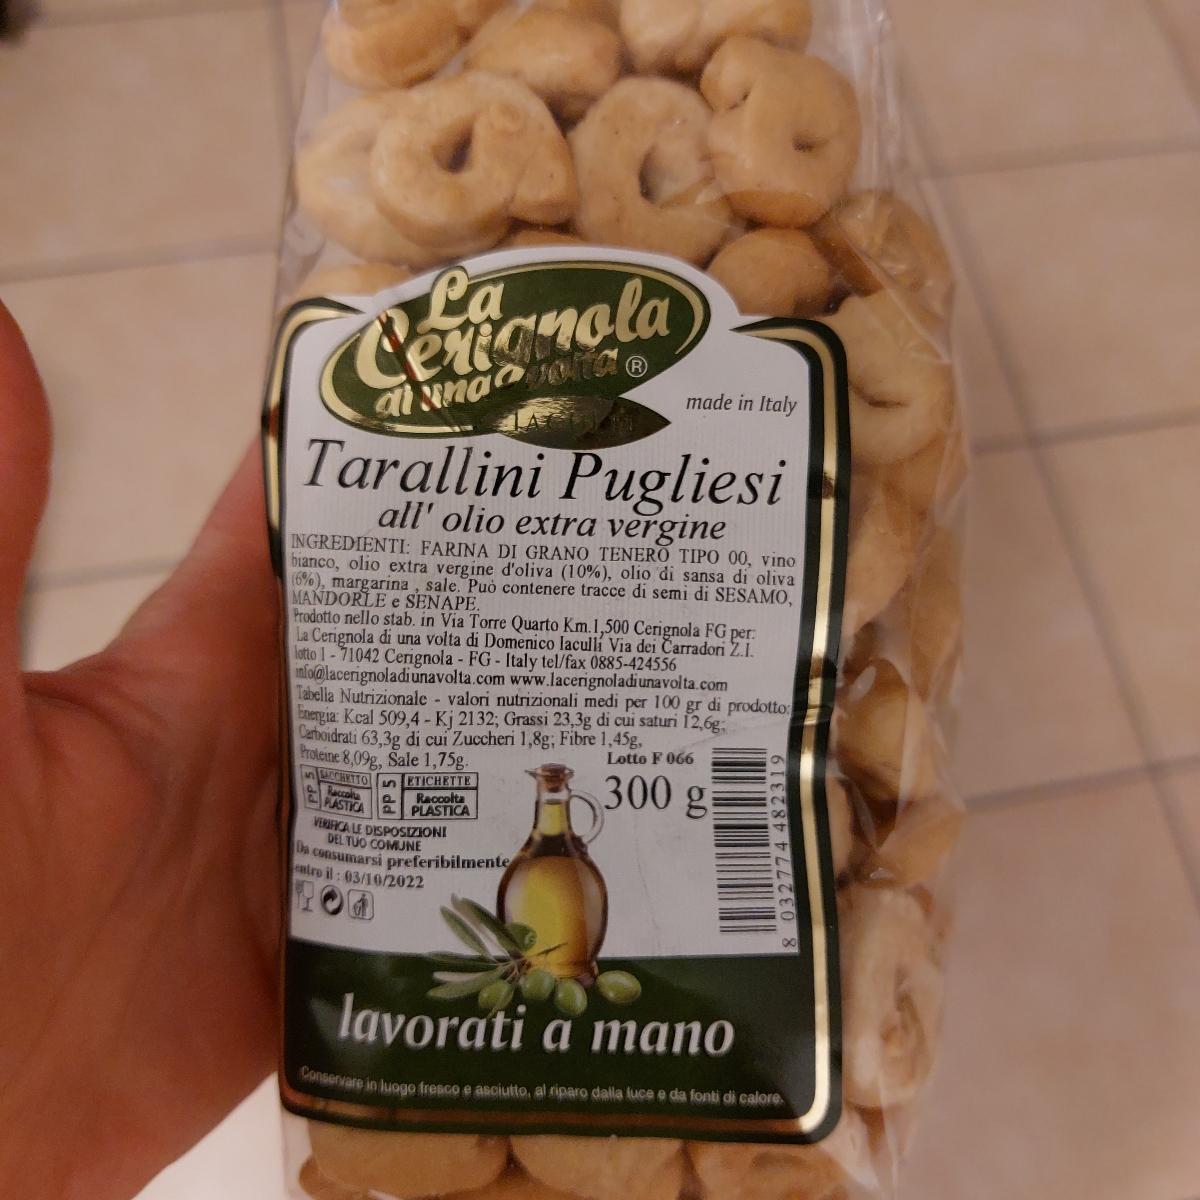 La
Cerignola
di una volta ®
made in Italy
Tarallini Pugliesi
all' olio extra vergine
INGREDIENTI: FARINA DI GRANO TENERO TIPO 00, vino
bianco, olio extra vergine d'oliva (10%), olio di sansa di oliva
(6%), margarina , sale. Può contenere tracce di semi di SESAMO,
MANDORLE e SENAPE.
Prodotto nello stab. in Via Torre Quarto Km.1,500 Cerignola FG per:
La Cerignola di una volta di Domenico Iaculli Via dei Carradori Z.I.
lotto 1 - 71042 Cerignola - FG - Italy tel/fax 0885-424556
info@lacerignoladiunavolta.com www.lacerignoladiunavolta.com
Tabella Nutrizionale - valori nutrizionali medi per 100 gr di prodotto:
Energia: Kcal 509,4 - Kj 2132; Grassi 23,3g di cui saturi 12,6g;
Carboidrati 63,3g di cui Zuccheri 1,8g; Fibre 1,45g,
Proteine 8,09g, Sale 1,75g.
Lotto F 066
300 g
PP 5 SACCHETTO Raccolta PLASTICA
PP 5 ETICHETTE Raccolta PLASTICA
VERIFICA LE DISPOSIZIONI
DEL TUO COMUNE
Da consumarsi preferibilmente
entro il : 03/10/2022
8 032774 482319
lavorati a mano
Conservare in luogo fresco e asciutto, al riparo dalla luce e da fonti di calore.